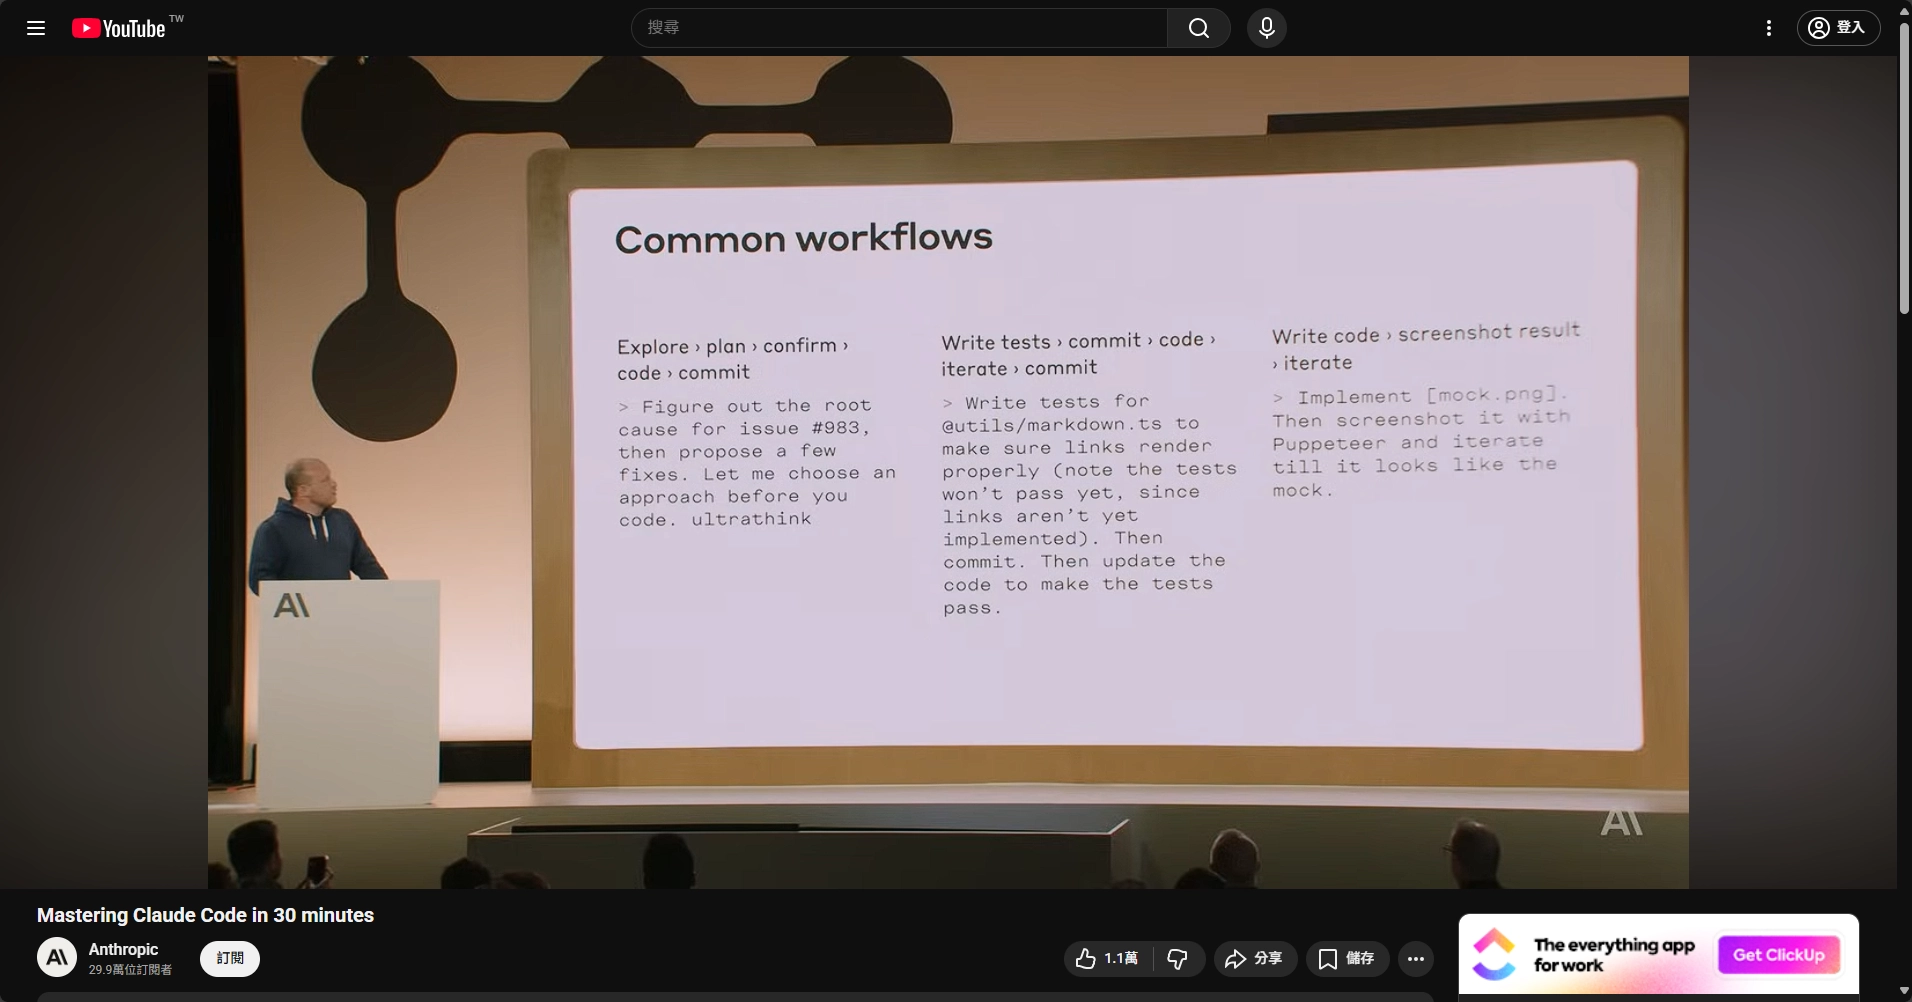 YouTube TW
搜尋
登入
Common workflows
Explore › plan › confirm ›
code › commit
> Figure out the root
cause for issue #983,
then propose a few
fixes. Let me choose an
approach before you
code. ultrathink
Write tests › commit › code ›
iterate › commit
> Write tests for
@utils/markdown.ts to
make sure links render
properly (note the tests
won't pass yet, since
links aren't yet
implemented). Then
commit. Then update the
code to make the tests
pass.
Write code › screenshot result
› iterate
> Implement [mock.png].
Then screenshot it with
Puppeteer and iterate
till it looks like the
mock.
A\
A\
Mastering Claude Code in 30 minutes
A\
Anthropic
29.9萬位訂閱者
訂閱
1.1萬
分享
儲存
The everything app
for work
Get ClickUp